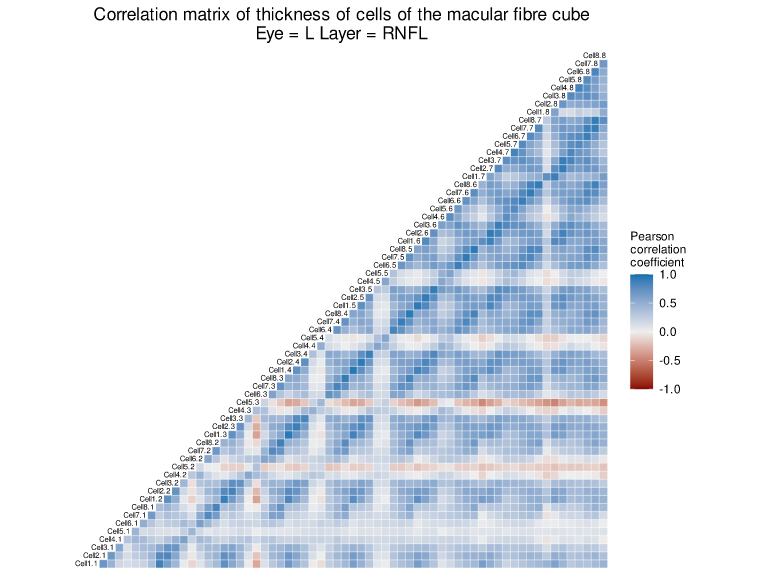 Correlation matrix of thickness of cells of the macular fibre cube
Eye = L Layer = RNFL
Cell8.8
Cell7.8
Cell6.8
Cell5.8
Cell4.8
Cell3.8
Cell2.8
Cell1.8
Cell8.7
Cell7.7
Cell6.7
Cell5.7
Cell4.7
Cell3.7
Cell2.7
Cell1.7
Cell8.6
Cell7.6
Cell6.6
Cell5.6
Cell4.6
Cell3.6
Cell2.6
Cell1.6
Cell8.5
Cell7.5
Cell6.5
Cell5.5
Cell4.5
Cell3.5
Cell2.5
Cell1.5
Cell8.4
Cell7.4
Cell6.4
Cell5.4
Cell4.4
Cell3.4
Cell2.4
Cell1.4
Cell8.3
Cell7.3
Cell6.3
Cell5.3
Cell4.3
Cell3.3
Cell2.3
Cell1.3
Cell8.2
Cell7.2
Cell6.2
Cell5.2
Cell4.2
Cell3.2
Cell2.2
Cell1.2
Cell8.1
Cell7.1
Cell6.1
Cell5.1
Cell4.1
Cell3.1
Cell2.1
Cell1.1
Pearson
correlation
coefficient
1.0
0.5
0.0
-0.5
-1.0